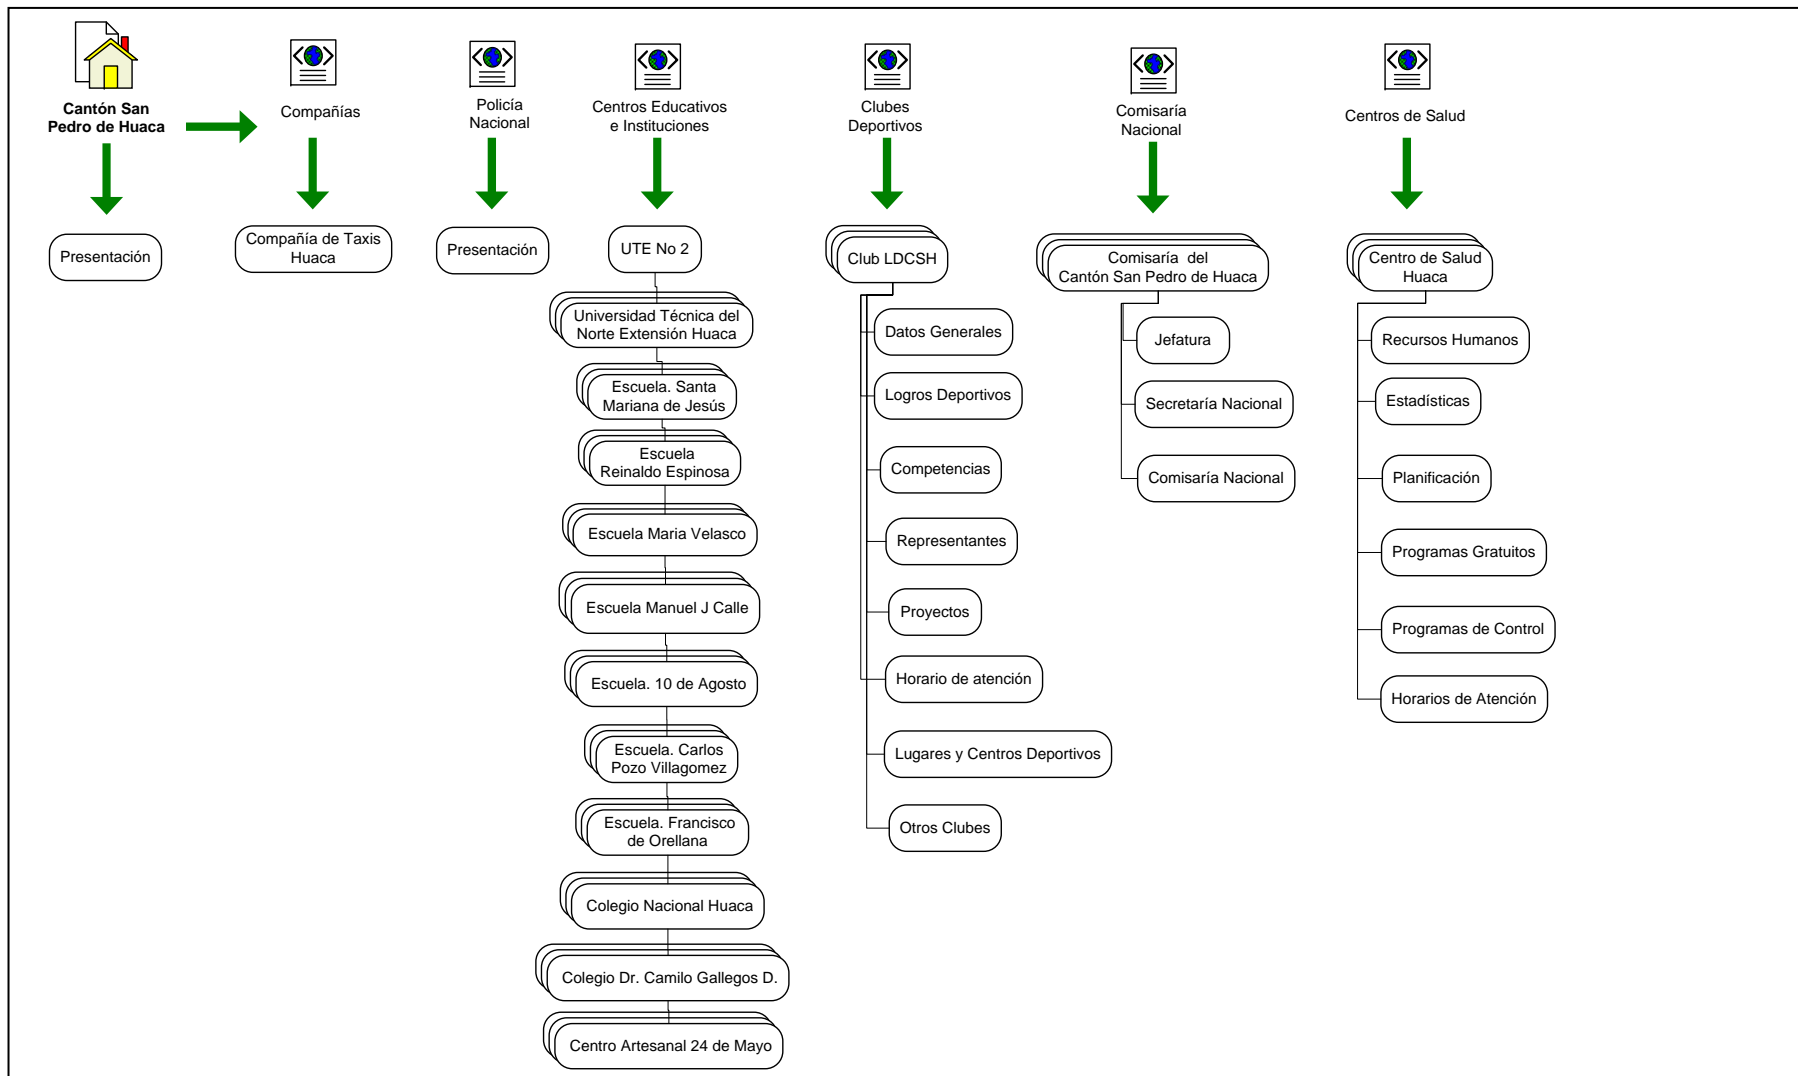 Cantón San
Pedro de Huaca
Presentación
Compañías
Compañía de Taxis
Huaca
Policía
Nacional
Presentación
Centros Educativos
e Instituciones
UTE No 2
Universidad Técnica del
Norte Extensión Huaca
Escuela. Santa
Mariana de Jesús
Escuela
Reinaldo Espinosa
Escuela Maria Velasco
Escuela Manuel J Calle
Escuela. 10 de Agosto
Escuela. Carlos
Pozo Villagomez
Escuela. Francisco
de Orellana
Colegio Nacional Huaca
Colegio Dr. Camilo Gallegos D.
Centro Artesanal 24 de Mayo
Clubes
Deportivos
Club LDCSH
Datos Generales
Logros Deportivos
Competencias
Representantes
Proyectos
Horario de atención
Lugares y Centros Deportivos
Otros Clubes
Comisaría
Nacional
Comisaría  del
Cantón San Pedro de Huaca
Jefatura
Secretaría Nacional
Comisaría Nacional
Centros de Salud
Centro de Salud
Huaca
Recursos Humanos
Estadísticas
Planificación
Programas Gratuitos
Programas de Control
Horarios de Atención